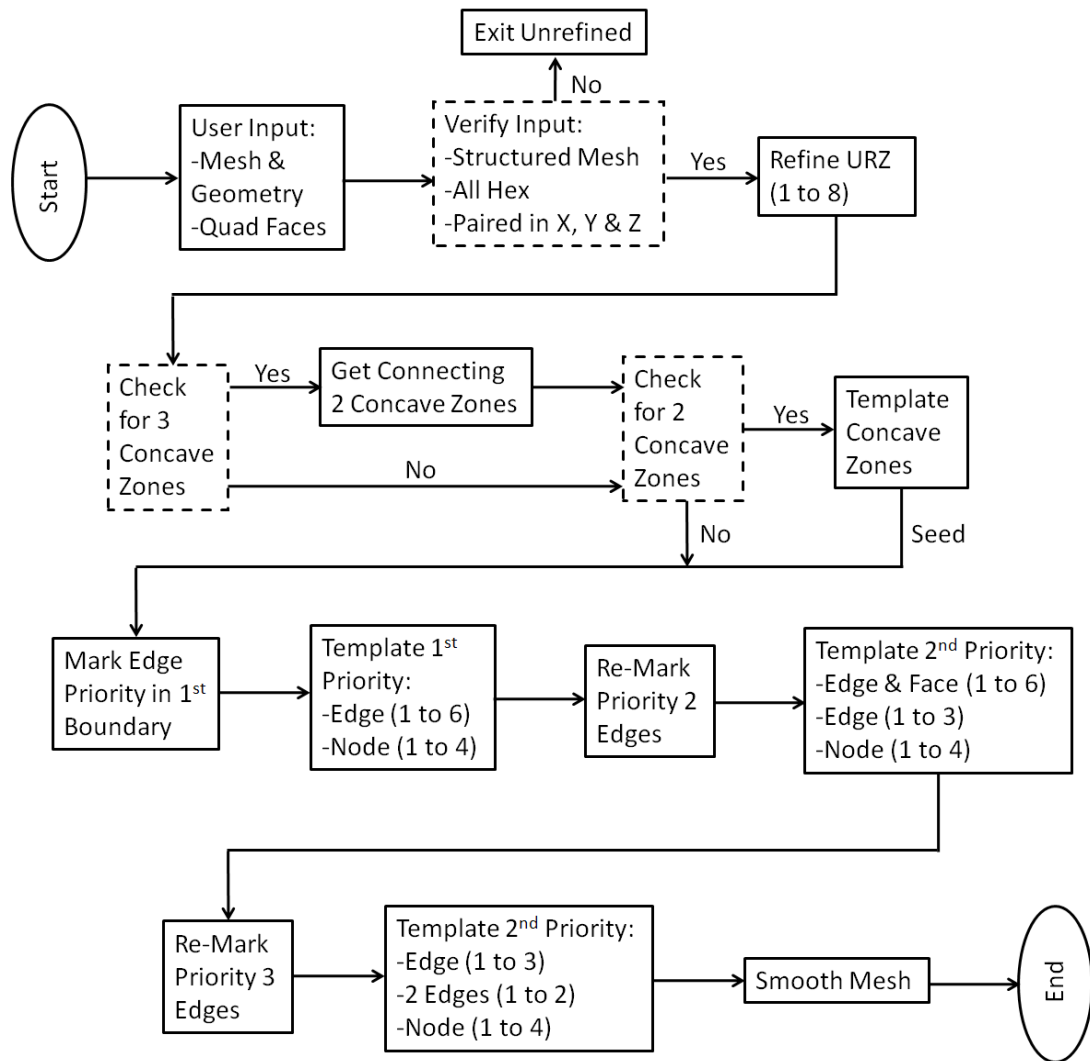 Exit Unrefined
No
Start
User Input:
-Mesh &
Geometry
-Quad Faces
Verify Input:
-Structured Mesh
-All Hex
-Paired in X, Y & Z
Yes
Refine URZ
(1 to 8)
Check
for 3
Concave
Zones
Yes
Get Connecting
2 Concave Zones
No
Check
for 2
Concave
Zones
Yes
Template
Concave
Zones
No
Seed
Mark Edge
Priority in 1st
Boundary
Template 1st
Priority:
-Edge (1 to 6)
-Node (1 to 4)
Re-Mark
Priority 2
Edges
Template 2nd Priority:
-Edge & Face (1 to 6)
-Edge (1 to 3)
-Node (1 to 4)
Re-Mark
Priority 3
Edges
Template 2nd Priority:
-Edge (1 to 3)
-2 Edges (1 to 2)
-Node (1 to 4)
Smooth Mesh
End